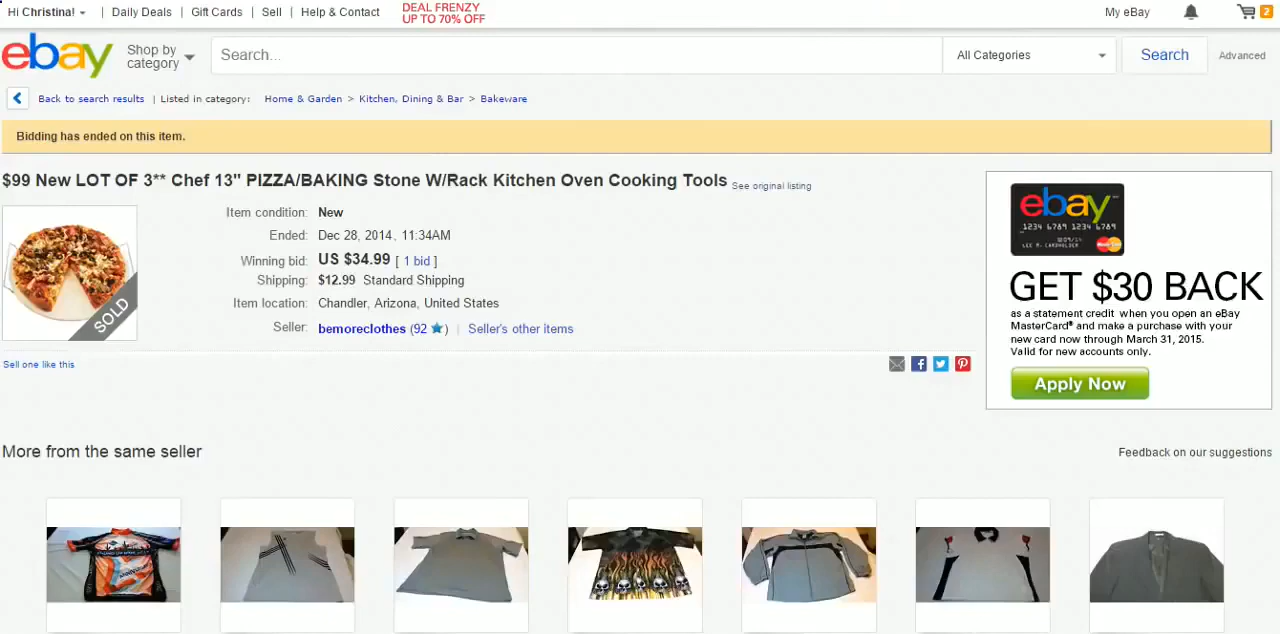 Hi Christina! | Daily Deals | Gift Cards | Sell | Help & Contact
DEAL FRENZY
UP TO 70% OFF
My eBay
2
ebay
Shop by
category
Search...
All Categories
Search
Advanced
Back to search results | Listed in category: Home & Garden > Kitchen, Dining & Bar > Bakeware
Bidding has ended on this item.
$99 New LOT OF 3** Chef 13" PIZZA/BAKING Stone W/Rack Kitchen Oven Cooking Tools See original listing
SOLD
Item condition: New
Ended: Dec 28, 2014 , 11:34AM
Winning bid: US $34.99 [ 1 bid ]
Shipping: $12.99 Standard Shipping
Item location: Chandler, Arizona, United States
Seller: bemoreclothes (92 ) | Seller's other items
Sell one like this
ebay
1234 6789 1234 6789
LEE M. CARDHOLDER
MasterCard
GET $30 BACK
as a statement credit when you open an eBay
MasterCard® and make a purchase with your
new card now through March 31, 2015.
Valid for new accounts only.
Apply Now
More from the same seller
Feedback on our suggestions